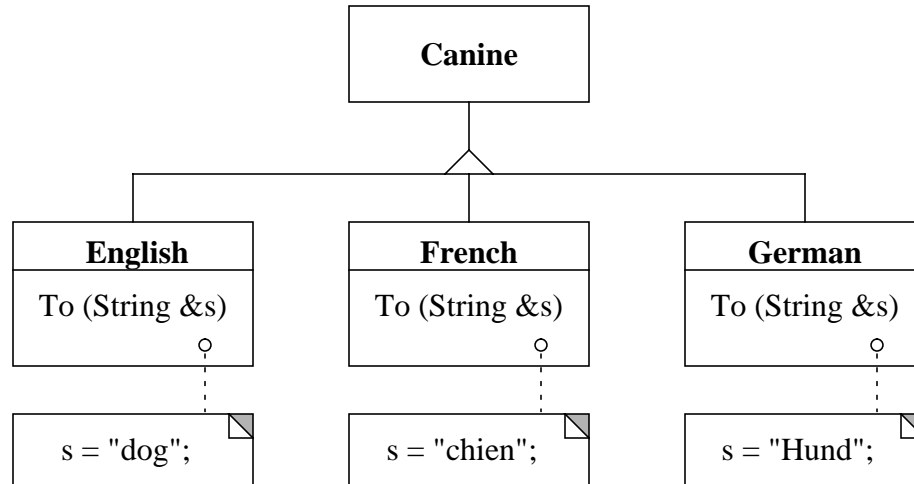 Canine
English
French
German
To (String &s)
To (String &s)
To (String &s)
s = "dog";
s = "chien";
s = "Hund";